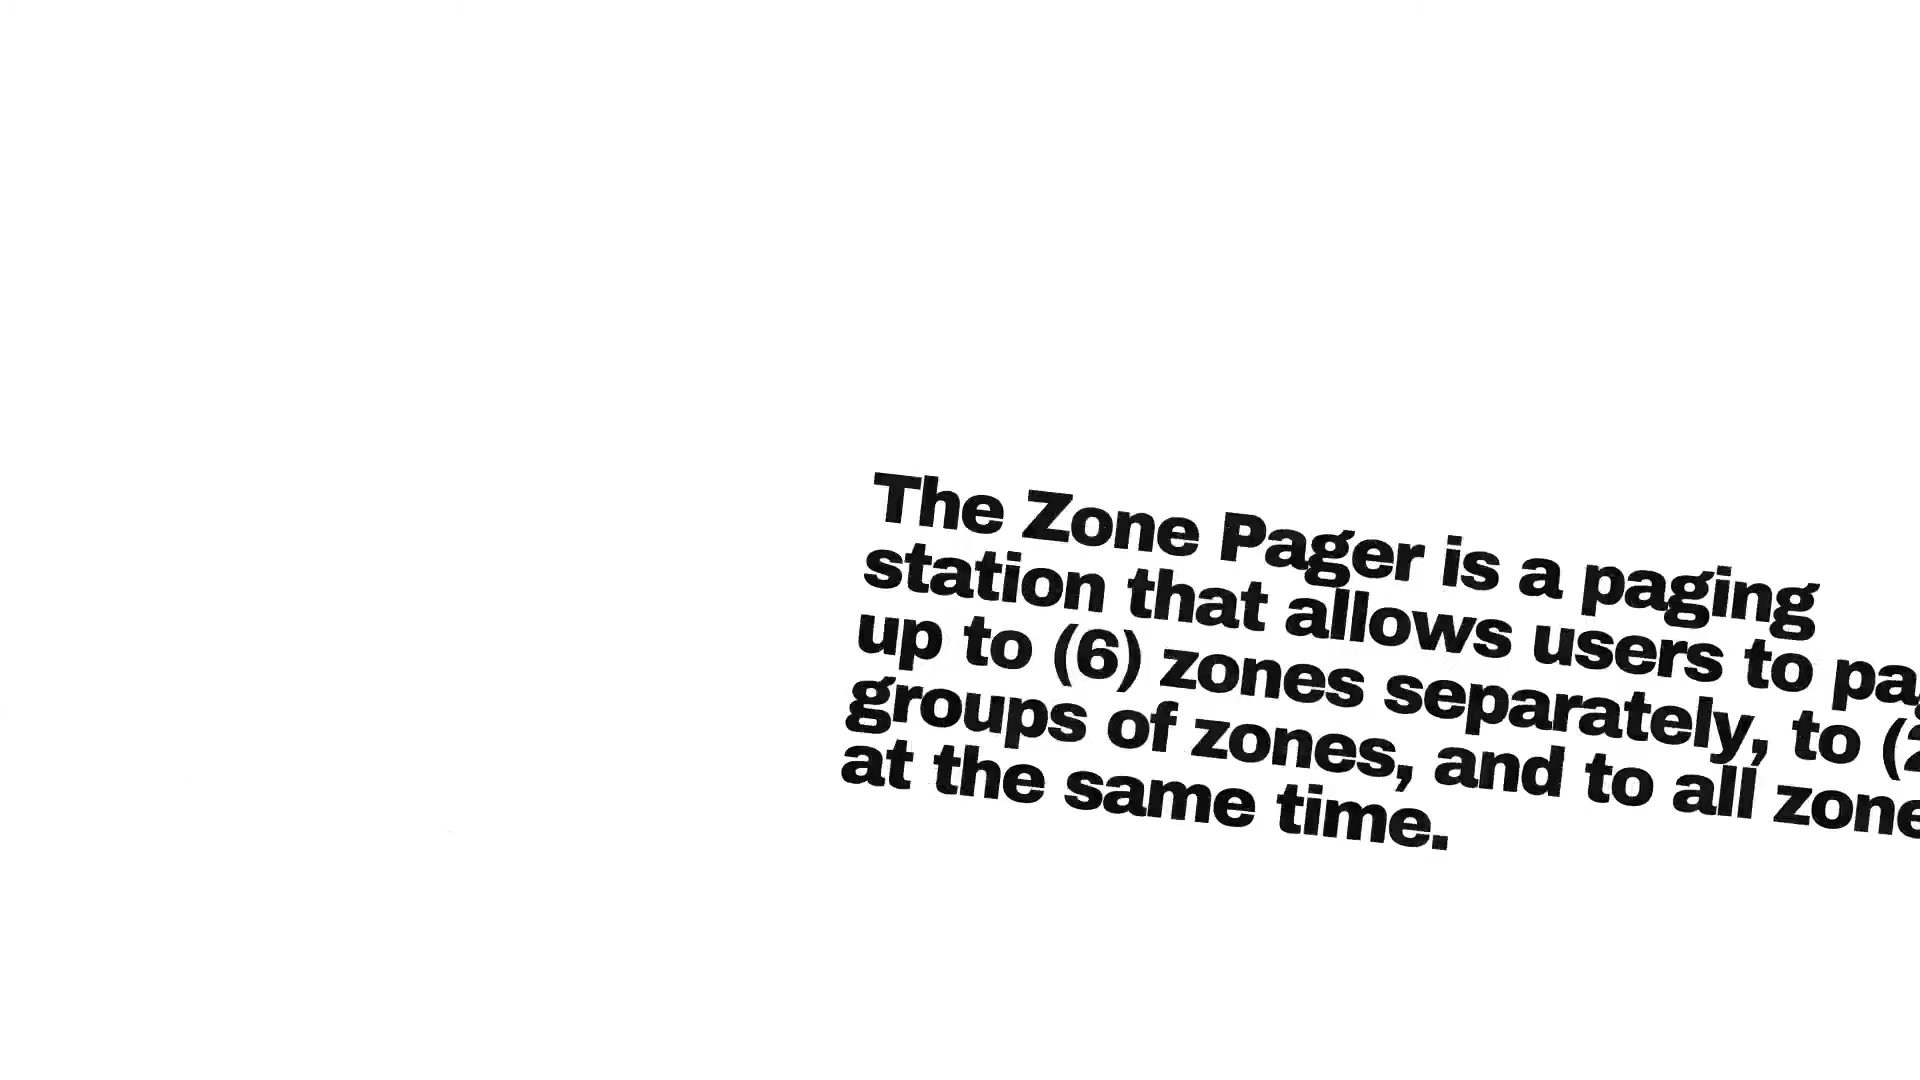 The Zone Pager is a paging
station that allows users to
up to (6) zones separately, to
groups of zones, and to all
at the same time.